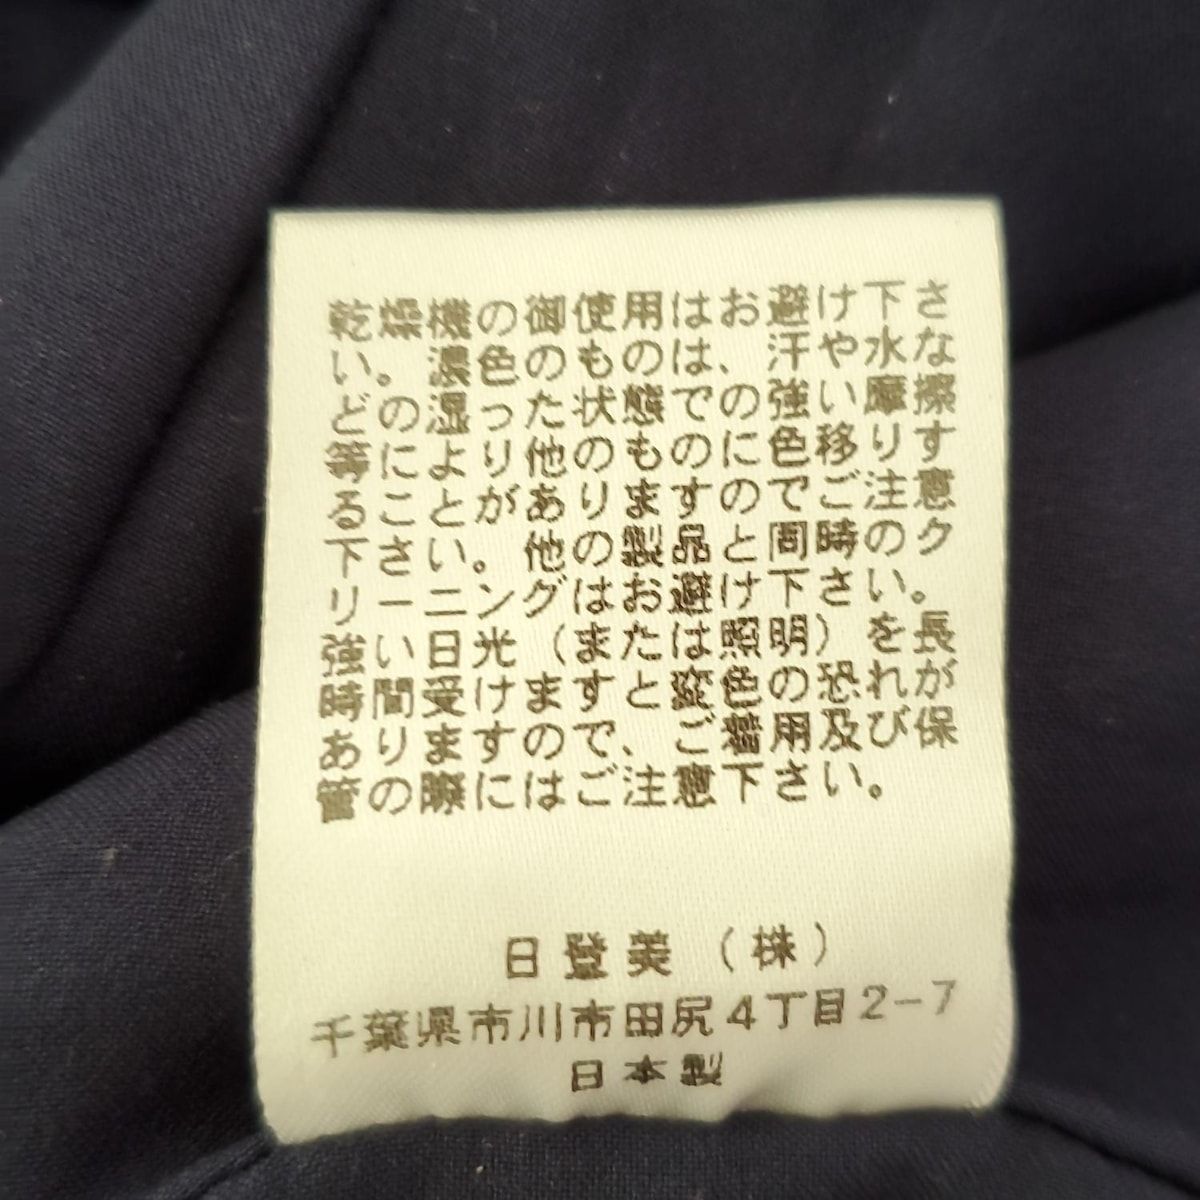 乾燥機の御使用はお避け下さ
い。濃色のものは、汗や水な
どの湿った状態での強い摩擦
等により他のものに色移りす
ることがありますのでご注意
下さい。他の製品と同時のク
リーニングはお避け下さい。
強い日光（または照明）を長
時間受けますと変色の恐れが
ありますので、ご着用及び保
管の際にはご注意下さい。
日登美（株）
千葉県市川市田尻４丁目２−７
日本製